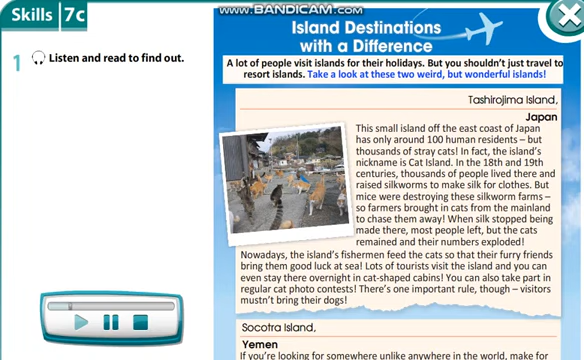 WWW.BANDICAM.COM
Skills 7c
Island Destinations
with a Difference
1 Listen and read to find out.
A lot of people visit islands for their holidays. But you shouldn't just travel to
resort islands. Take a look at these two weird, but wonderful islands!
Tashirojima Island,
Japan
This small island off the east coast of Japan
has only around 100 human residents – but
thousands of stray cats! In fact, the island's
nickname is Cat Island. In the 18th and 19th
centuries, thousands of people lived there and
raised silkworms to make silk for clothes. But
mice were destroying these silkworm farms –
so farmers brought in cats from the mainland
to chase them away! When silk stopped being
made there, most people left, but the cats
remained and their numbers exploded!
Nowadays, the island's fishermen feed the cats so that their furry friends
bring them good luck at sea! Lots of tourists visit the island and you can
even stay there overnight in cat-shaped cabins! You can also take part in
regular cat photo contests! There's one important rule, though – visitors
mustn't bring their dogs!
Socotra Island,
Yemen
If you're looking for somewhere unlike anywhere in the world, make for